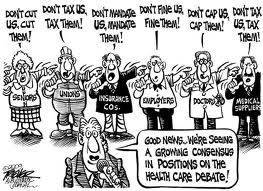 DON'T CUT US,
CUT THEM!
DON'T TAX US,
TAX THEM!
DON'T MANDATE
US, MANDATE
THEM!
DON'T FINE US,
FINE THEM!
DON'T CAP US,
CAP THEM!
DON'T TAX
US, TAX
THEM!
SENIORS
UNIONS
INSURANCE
COS.
EMPLOYERS
DOCTORS
MEDICAL
SUPPLIERS
GOOD NEWS...WE'RE SEEING
A GROWING CONSENSUS
IN POSITIONS ON THE
HEALTH CARE DEBATE!